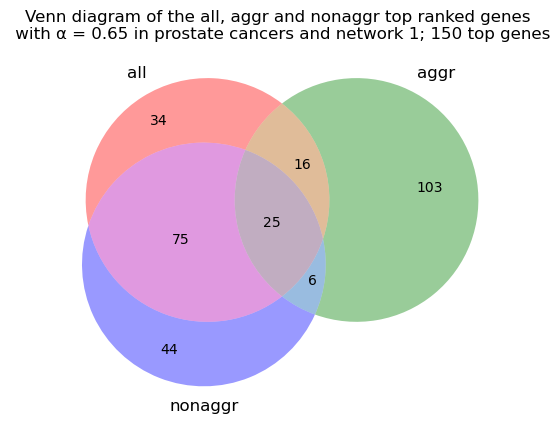 Venn diagram of the all, aggr and nonaggr top ranked genes
with α = 0.65 in prostate cancers and network 1; 150 top genes
all
aggr
34
16
103
25
75
6
44
nonaggr